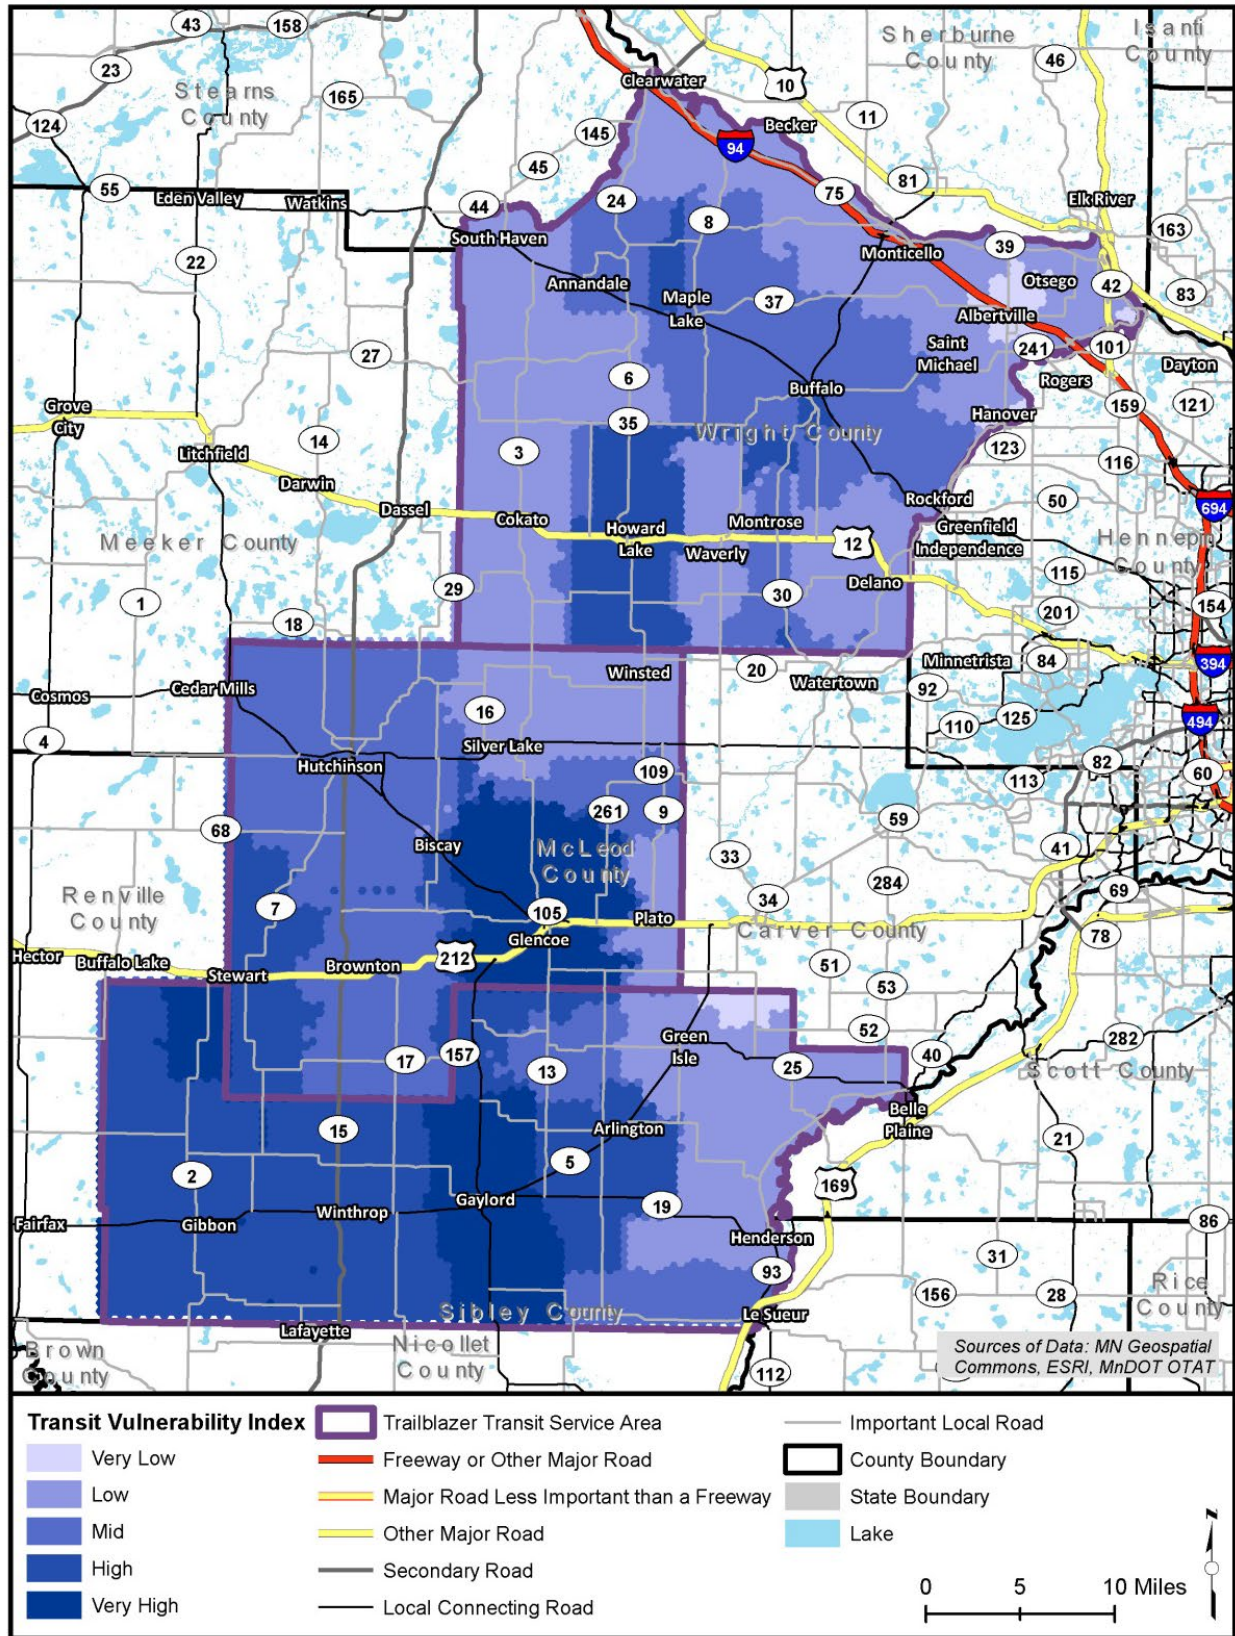 43
158
Sherburne
County
Isanti
County
46
23
Stearns
County
165
Clearwater
10
11
Becker
124
145
94
45
81
55
Eden Valley
Watkins
44
24
75
8
Elk River
163
South Haven
39
Monticello
22
Annandale
Otsego
42
83
Maple
Lake
37
Albertville
Saint
Michael
241
101
27
6
Buffalo
Rogers
Dayton
Grove
City
35
Hanover
159
121
14
3
Wright County
123
116
Litchfield
Darwin
Dassel
Cokato
Howard
Lake
Montrose
Waverly
Rockford
50
694
Greenfield
Independence
Hennepin
County
Meeker County
12
115
1
29
30
Delano
201
154
18
Winsted
20
Minnetrista
84
394
Cosmos
Cedar Mills
Watertown
92
16
125
110
494
4
Silver Lake
Hutchinson
109
82
113
60
261
9
59
68
Biscay
McLeod
County
33
41
284
69
Renville
County
7
34
105
Plato
Carver County
78
Glencoe
Hector
Buffalo Lake
Stewart
Brownton
212
51
53
Green
Isle
52
282
17
157
13
25
40
Scott County
15
Arlington
Belle
Plaine
21
5
2
169
Gaylord
19
Fairfax
Gibbon
Winthrop
Henderson
86
31
93
Rice
County
156
28
Sibley County
Le Sueur
Lafayette
Nicollet
County
Brown
County
112
Sources of Data: MN Geospatial
Commons, ESRI, MnDOT OTAT
Transit Vulnerability Index
Very Low
Low
Mid
High
Very High
Trailblazer Transit Service Area
Freeway or Other Major Road
Major Road Less Important than a Freeway
Other Major Road
Secondary Road
Local Connecting Road
Important Local Road
County Boundary
State Boundary
Lake
N
0 5 10 Miles